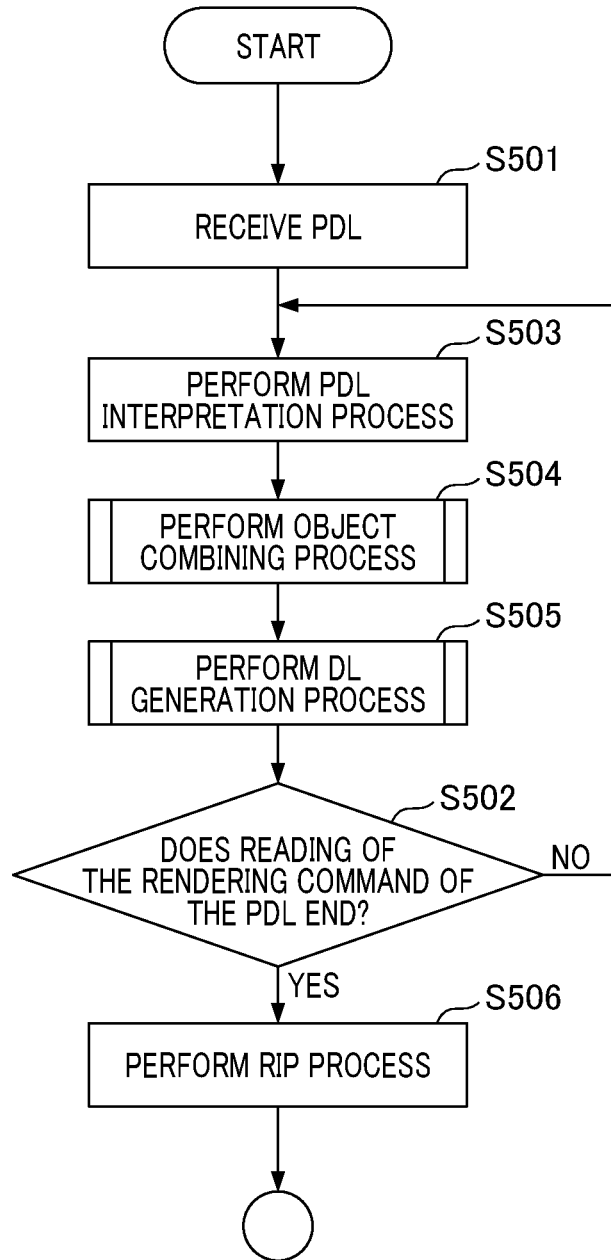 START
S501
RECEIVE PDL
S503
PERFORM PDL
INTERPRETATION PROCESS
S504
PERFORM OBJECT
COMBINING PROCESS
S505
PERFORM DL
GENERATION PROCESS
S502
DOES READING OF
THE RENDERING COMMAND OF
THE PDL END?
NO
YES
S506
PERFORM RIP PROCESS